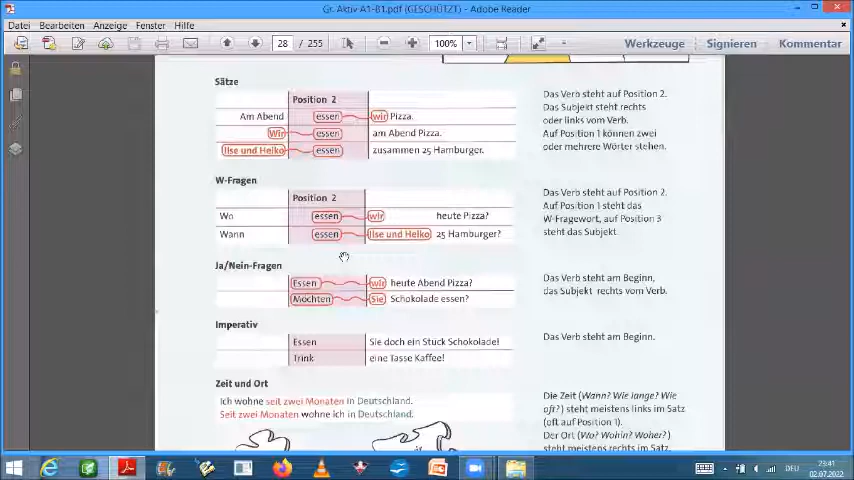 Gr. Aktiv A1-B1.pdf (GESCHÜTZT) - Adobe Reader
Datei Bearbeiten Anzeige Fenster Hilfe
28 / 255 100% Werkzeuge Signieren Kommentar
Sätze
Position 2
Am Abend essen wir Pizza.
Wir essen am Abend Pizza.
Ilse und Heiko essen zusammen 25 Hamburger.
Das Verb steht auf Position 2.
Das Subjekt steht rechts
oder links vom Verb.
Auf Position 1 können zwei
oder mehrere Wörter stehen.
W-Fragen
Position 2
Wo essen wir heute Pizza?
Wann essen Ilse und Heiko 25 Hamburger?
Das Verb steht auf Position 2.
Auf Position 1 steht das
W-Fragewort, auf Position 3
steht das Subjekt.
Ja/Nein-Fragen
Essen wir heute Abend Pizza?
Möchten Sie Schokolade essen?
Das Verb steht am Beginn,
das Subjekt rechts vom Verb.
Imperativ
Essen Sie doch ein Stück Schokolade!
Trink eine Tasse Kaffee!
Das Verb steht am Beginn.
Zeit und Ort
Ich wohne seit zwei Monaten in Deutschland.
Seit zwei Monaten wohne ich in Deutschland.
Die Zeit (Wann? Wie lange? Wie
oft?) steht meistens links im Satz
(oft auf Position 1).
Der Ort (Wo? Wohin? Woher?)
steht meistens rechts im Satz.
DEU
23:41
02.07.2022